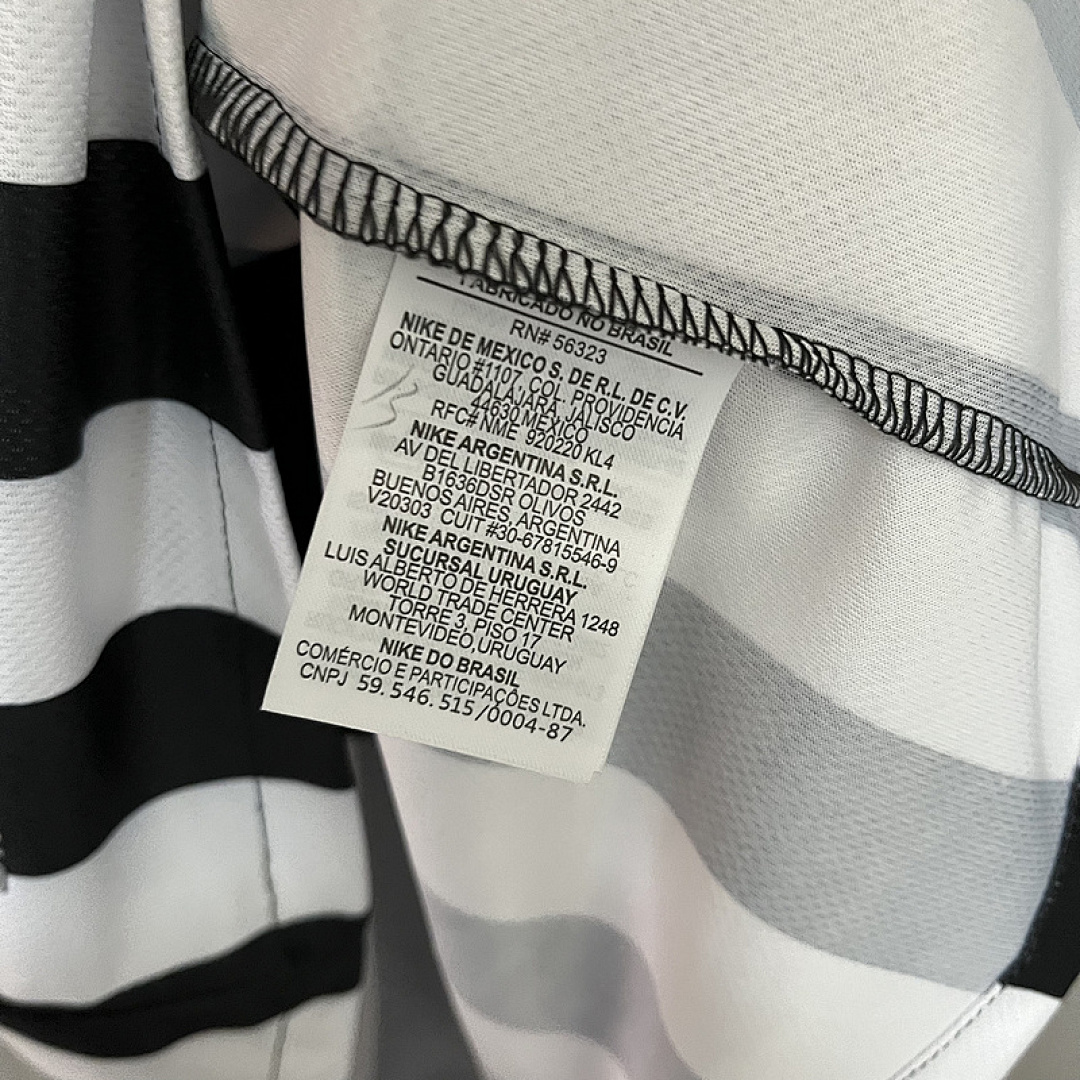 FABRICADO NO BRASIL
RN# 56323
NIKE DE MEXICO S. DE R.L. DE C.V.
ONTARIO #1107, COL. PROVIDENCIA
GUADALAJARA, JALISCO
44630 MEXICO
RFC# NME 920220 KL4
NIKE ARGENTINA S.R.L.
AV DEL LIBERTADOR 2442
B1636DSR OLIVOS
BUENOS AIRES, ARGENTINA
V20303 CUIT #30-67815546-9
NIKE ARGENTINA S.R.L.
SUCURSAL URUGUAY
LUIS ALBERTO DE HERRERA 1248
WORLD TRADE CENTER
TORRE 3, PISO 17
MONTEVIDEO, URUGUAY
NIKE DO BRASIL
COMÉRCIO E PARTICIPAÇÕES LTDA.
CNPJ 59.546.515/0004-87